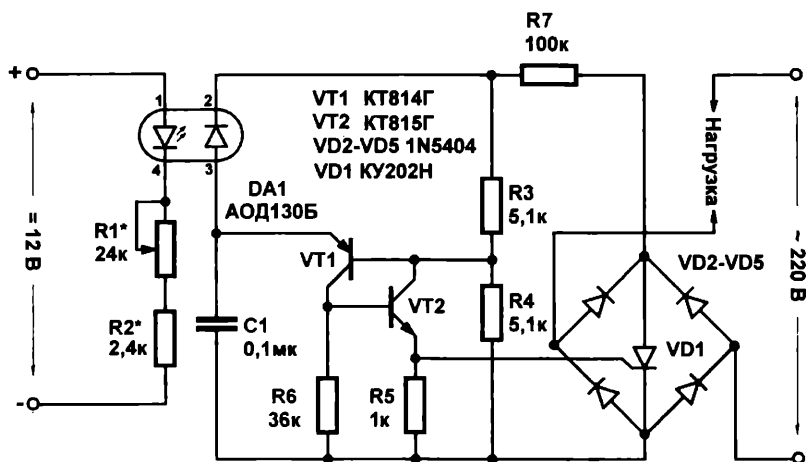 R7
100к
+
1
2
4
3
VT1 КТ814Г
VT2 КТ815Г
VD2-VD5 1N5404
VD1 КУ202Н
Нагрузка
DA1
АОД130Б
R3
5,1к
= 12 В
R1*
24к
VT1
VD2-VD5
~ 220 В
VT2
R4
5,1к
C1
0,1мк
VD1
R2*
2,4к
R6
36к
R5
1к
-